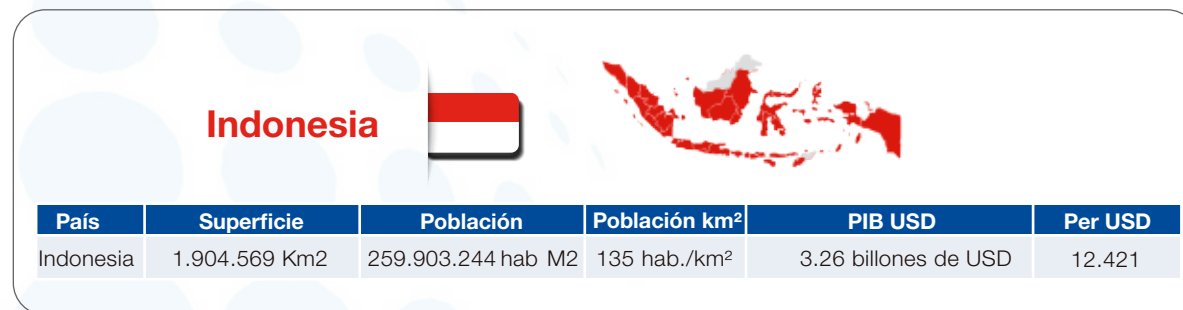 Indonesia
País Superficie Población Población km² PIB USD Per USD
Indonesia 1.904.569 Km2 259.903.244 hab M2 135 hab./km² 3.26 billones de USD 12.421